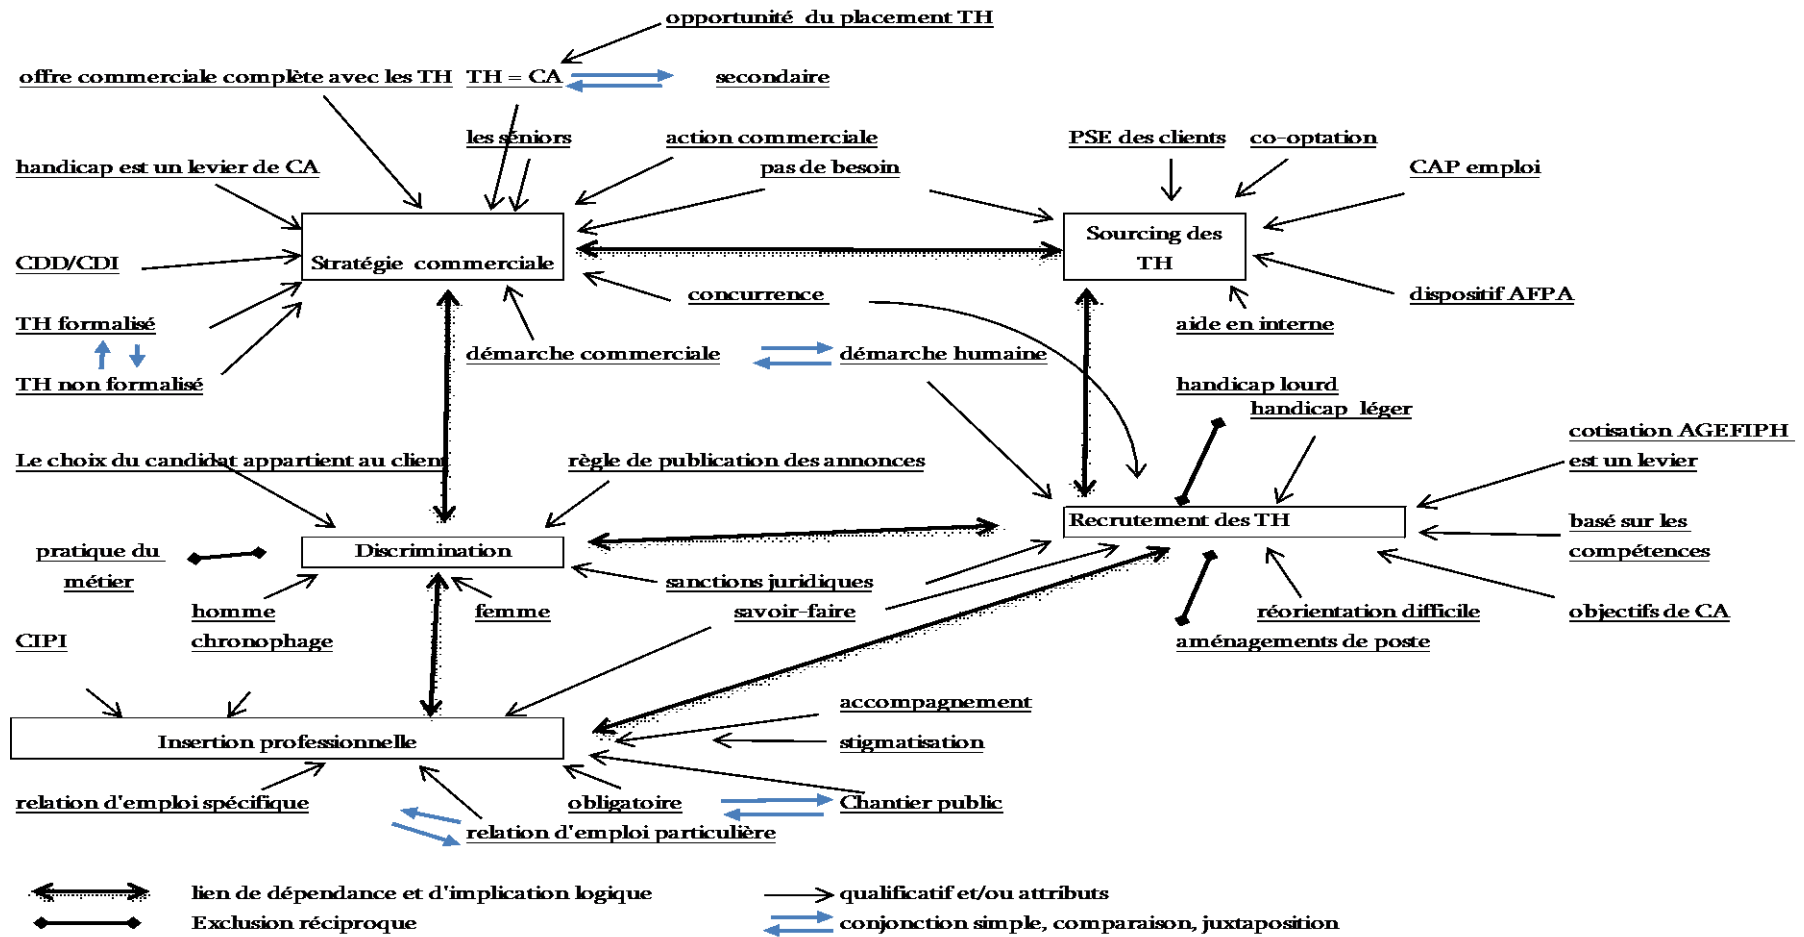 opportunité du placement TH
offre commerciale complète avec les TH TH = CA secondaire
les séniors action commerciale PSE des clients co-optation
handicap est un levier de CA pas de besoin CAP emploi
Sourcing des
CDD/CDI Stratégie commerciale TH
concurrence dispositif AFPA
TH formalisé aide en interne
démarche commerciale démarche humaine
TH non formalisé handicap lourd
handicap léger
cotisation AGEFIPH
Le choix du candidat appartient au client règle de publication des annonces est un levier
Recrutement des TH basé sur les
pratique du Discrimination compétences
métier sanctions juridiques
homme femme savoir-faire réorientation difficile objectifs de CA
CIPI chronophage aménagements de poste
accompagnement
Insertion professionnelle stigmatisation
relation d'emploi spécifique obligatoire Chantier public
relation d'emploi particulière
lien de dépendance et d'implication logique qualificatif et/ou attributs
Exclusion réciproque conjonction simple, comparaison, juxtaposition